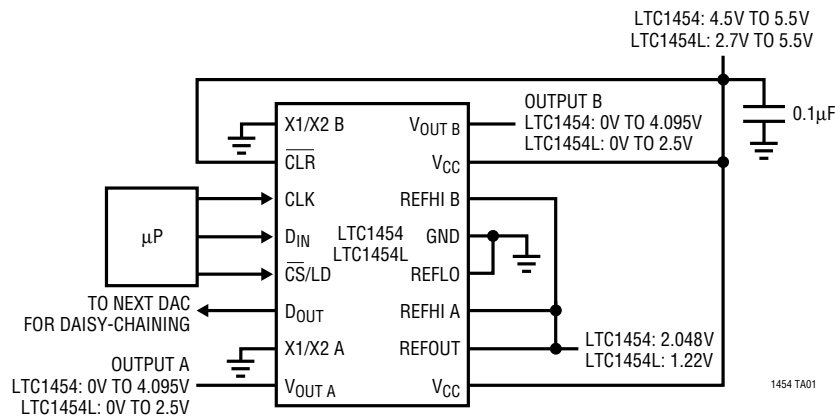 LTC1454: 4.5V TO 5.5V
LTC1454L: 2.7V TO 5.5V
0.1µF
X1/X2 B
CLR
CLK
DIN
CS/LD
DOUT
X1/X2 A
VOUT A
LTC1454
LTC1454L
VOUT B
VCC
REFHI B
GND
REFLO
REFHI A
REFOUT
VCC
OUTPUT B
LTC1454: 0V TO 4.095V
LTC1454L: 0V TO 2.5V
µP
TO NEXT DAC
FOR DAISY-CHAINING
OUTPUT A
LTC1454: 0V TO 4.095V
LTC1454L: 0V TO 2.5V
LTC1454: 2.048V
LTC1454L: 1.22V
1454 TA01